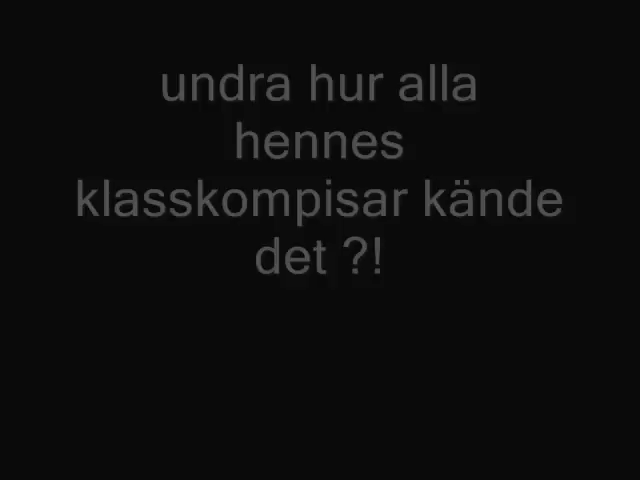 undra hur alla
hennes
klasskompisar kände
det ?!